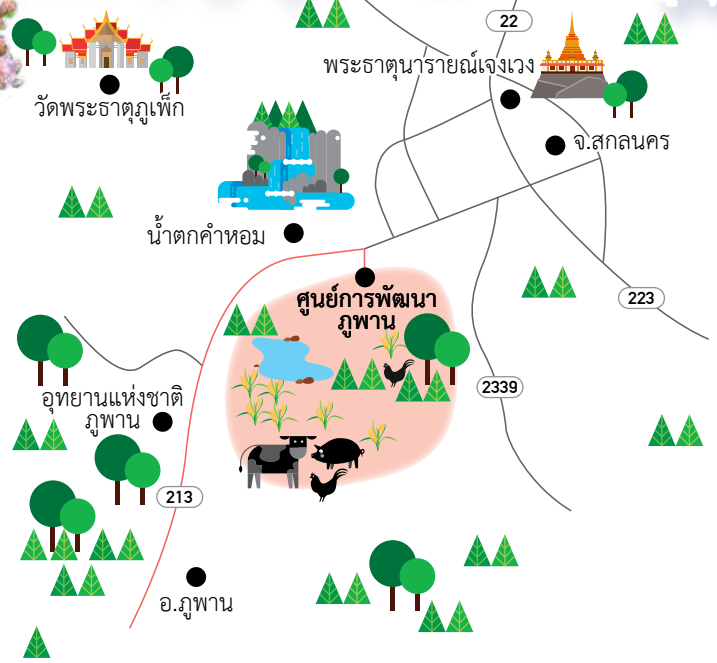 22
พระธาตุนารายณ์เจงเวง
วัดพระธาตุภูเพ็ก
จ.สกลนคร
น้ำตกคำหอม
ศูนย์การพัฒนา
ภูพาน
223
2339
อุทยานแห่งชาติ
ภูพาน
213
อ.ภูพาน